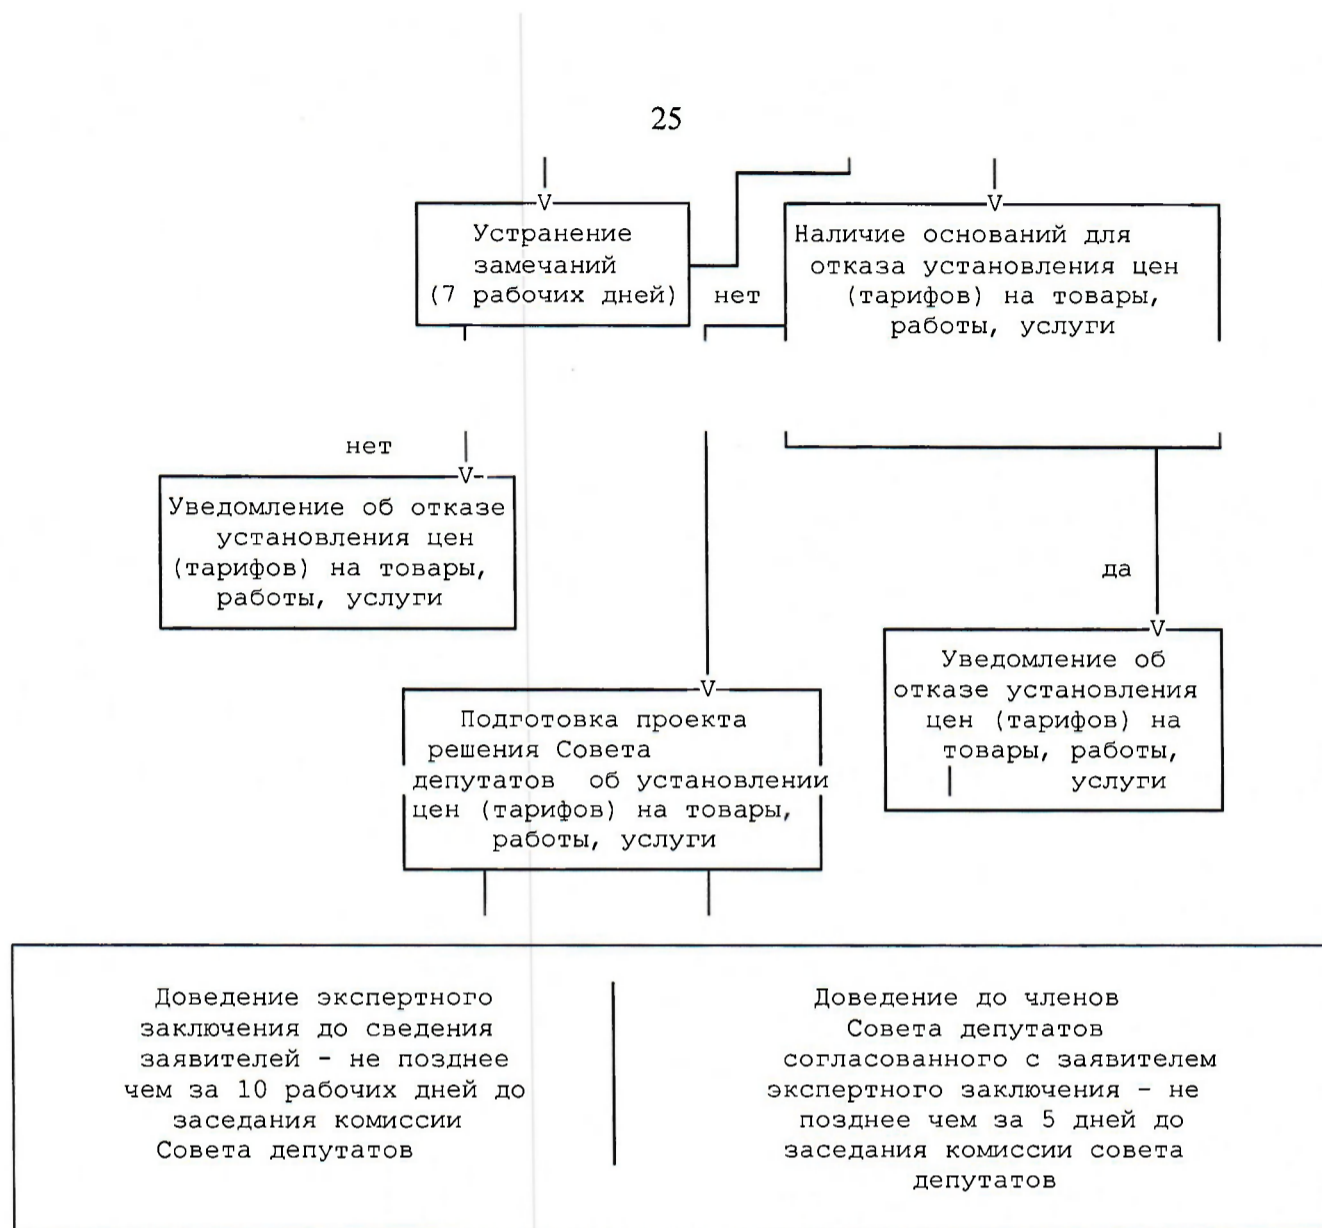 25
Устранение
замечаний
(7 рабочих дней)
нет
Наличие оснований для
отказа установления цен
(тарифов) на товары,
работы, услуги
нет
Уведомление об отказе
установления цен
(тарифов) на товары,
работы, услуги
да
Уведомление об
отказе установления
цен (тарифов) на
товары, работы,
услуги
Подготовка проекта
решения Совета
депутатов об установлении
цен (тарифов) на товары,
работы, услуги
Доведение экспертного
заключения до сведения
заявителей - не позднее
чем за 10 рабочих дней до
заседания комиссии
Совета депутатов
Доведение до членов
Совета депутатов
согласованного с заявителем
экспертного заключения - не
позднее чем за 5 дней до
заседания комиссии совета
депутатов